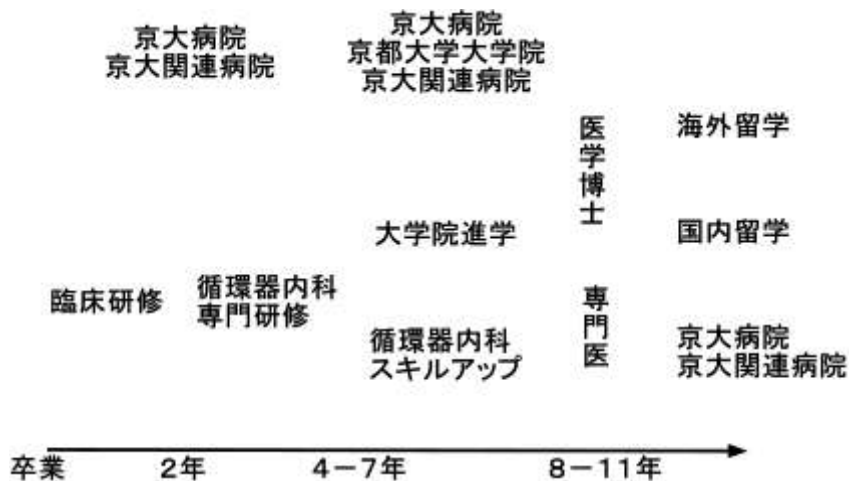 京大病院
京大関連病院
京大病院
京都大学大学院
京大関連病院
医学博士
海外留学
大学院進学
国内留学
臨床研修
循環器内科
専門研修
専門医
循環器内科
スキルアップ
京大病院
京大関連病院
卒業
2年
4－7年
8－11年